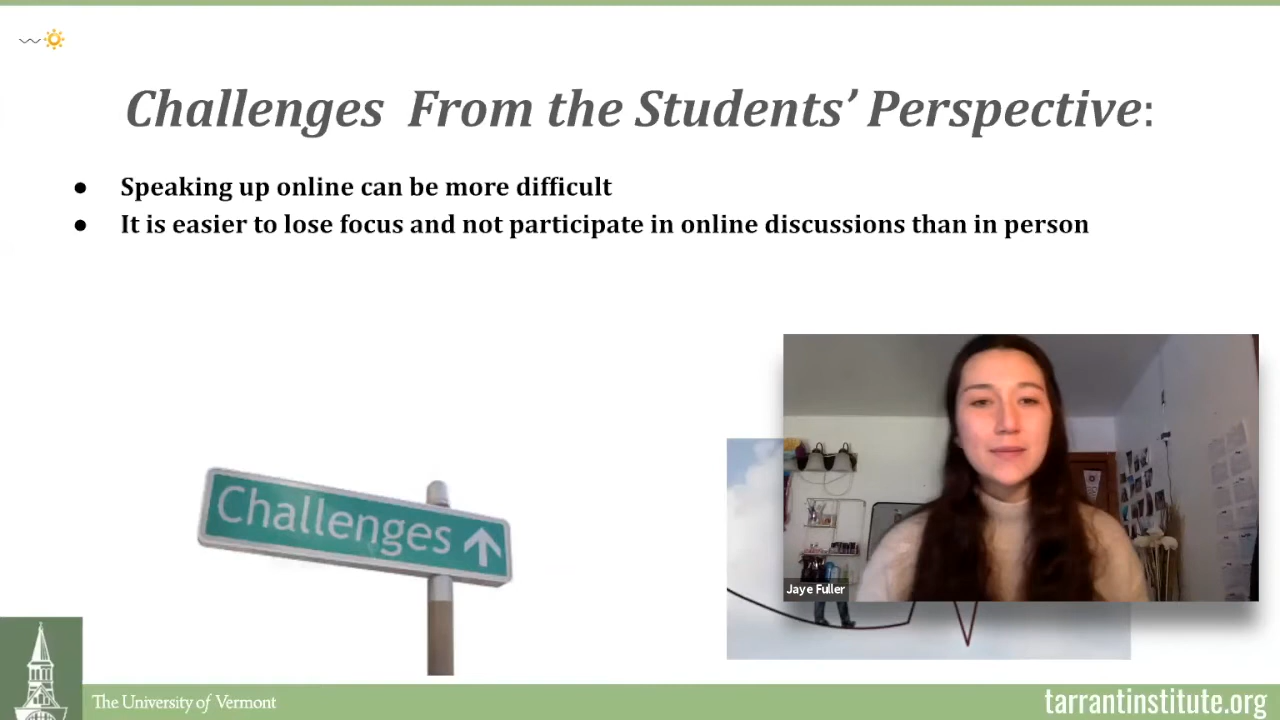 Challenges  From the Students’ Perspective:
● Speaking up online can be more difficult
● It is easier to lose focus and not participate in online discussions than in person
Challenges ↑
Jaye Fuller
The University of Vermont
tarrantinstitute.org